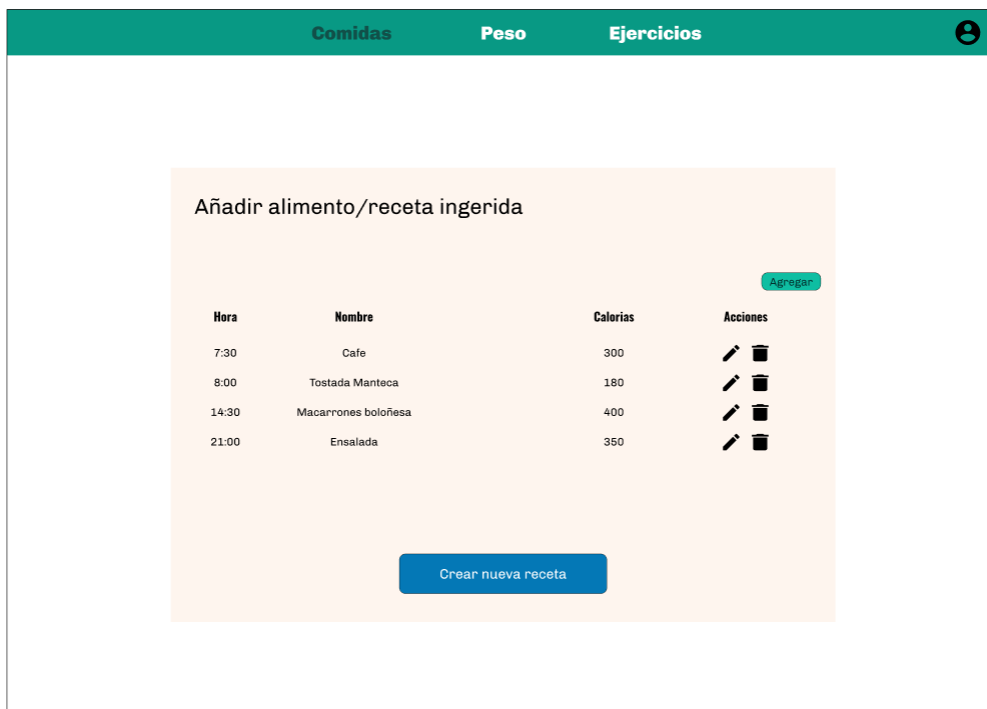 Comidas Peso Ejercicios
Añadir alimento/receta ingerida
Agregar
Hora Nombre Calorias Acciones
7:30 Cafe 300
8:00 Tostada Manteca 180
14:30 Macarrones boloñesa 400
21:00 Ensalada 350
Crear nueva receta